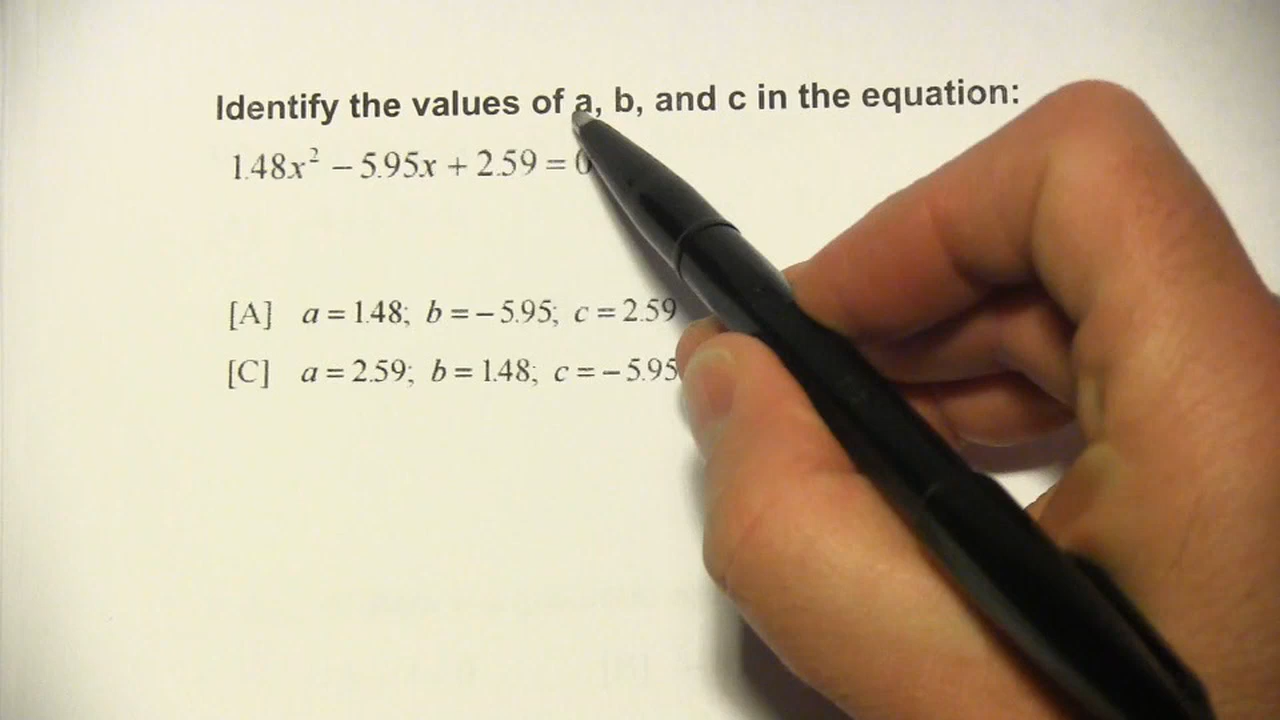 Identify the values of a, b, and c in the equation:
1.48x² − 5.95x + 2.59 = 0
[A] a = 1.48; b = − 5.95; c = 2.59
[C] a = 2.59; b = 1.48; c = − 5.95